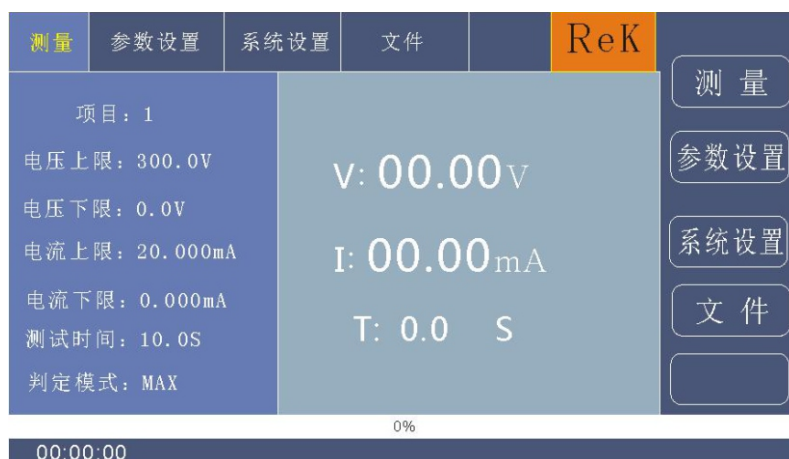 测量 参数设置 系统设置 文件 ReK
项目：1
电压上限：300.0V
电压下限：0.0V
电流上限：20.000mA
电流下限：0.000mA
测试时间：10.0S
判定模式：MAX
V: 00.00V
I: 00.00mA
T: 0.0 S
测 量
参数设置
系统设置
文 件
0%
00:00:00